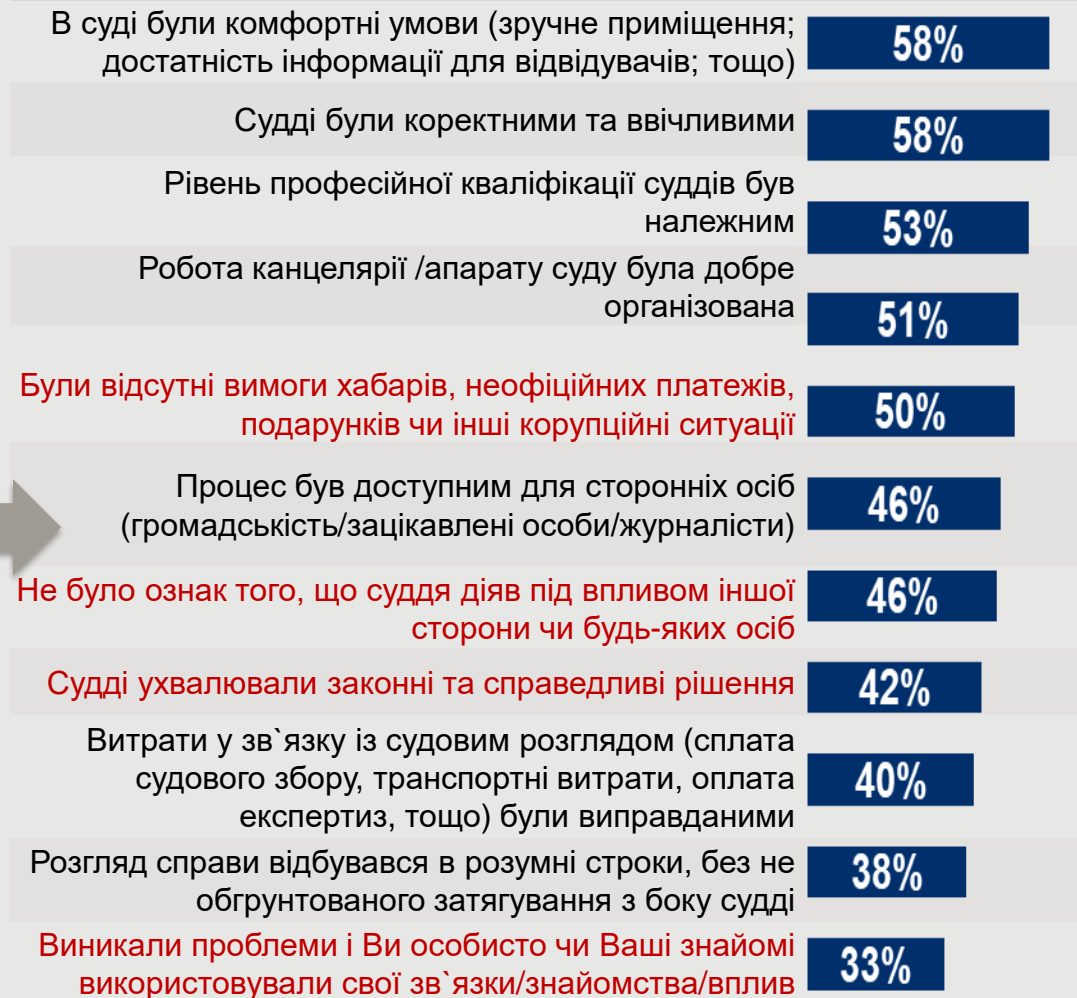 В суді були комфортні умови (зручне приміщення;
достатність інформації для відвідувачів; тощо)
58%
Судді були коректними та ввічливими
58%
Рівень професійної кваліфікації суддів був
належним
53%
Робота канцелярії /апарату суду була добре
організована
51%
Були відсутні вимоги хабарів, неофіційних платежів,
подарунків чи інші корупційні ситуації
50%
Процес був доступним для сторонніх осіб
(громадськість/зацікавлені особи/журналісти)
46%
Не було ознак того, що суддя діяв під впливом іншої
сторони чи будь-яких осіб
46%
Судді ухвалювали законні та справедливі рішення
42%
Витрати у зв`язку із судовим розглядом (сплата
судового збору, транспортні витрати, оплата
експертиз, тощо) були виправданими
40%
Розгляд справи відбувався в розумні строки, без не
обгрунтованого затягування з боку судді
38%
Виникали проблеми і Ви особисто чи Ваші знайомі
використовували свої зв`язки/знайомства/вплив
33%